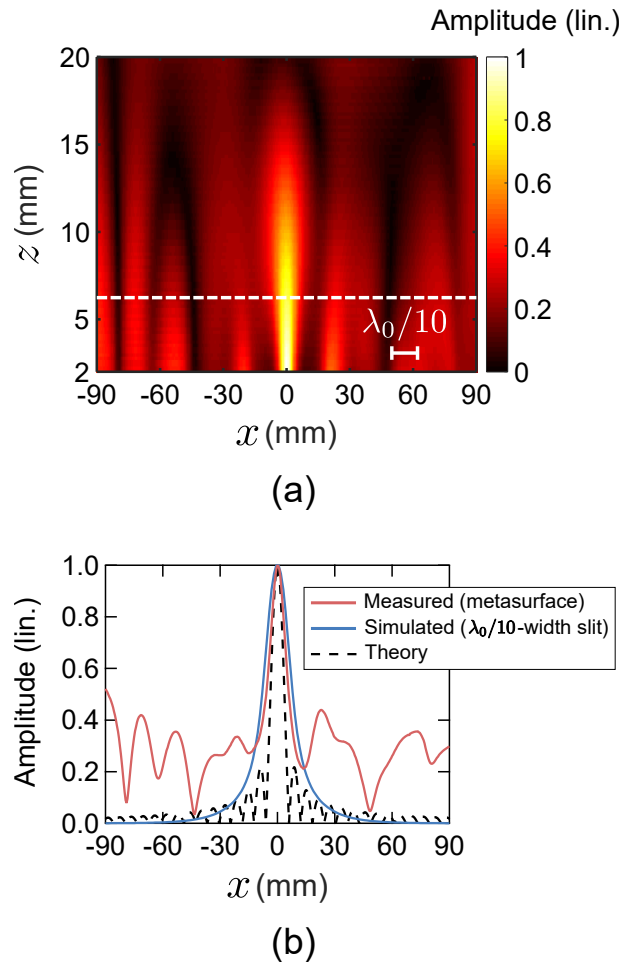 Amplitude (lin.)
20
15
10
5
2
z (mm)
λ₀/10
1
0.8
0.6
0.4
0.2
0
-90 -60 -30 0 30 60 90
x (mm)
(a)
1.0
0.8
0.6
0.4
0.2
0.0
Amplitude (lin.)
Measured (metasurface)
Simulated (λ₀/10-width slit)
Theory
-90 -60 -30 0 30 60 90
x (mm)
(b)